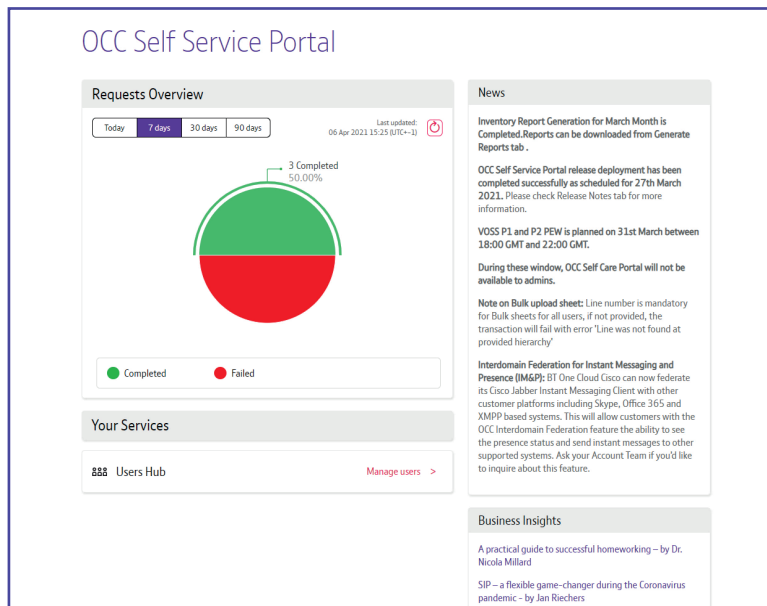 OCC Self Service Portal
Requests Overview
Today
7 days
30 days
90 days
Last updated:
06 Apr 2021 15:25 (UTC+-1)
3 Completed
50.00%
Completed
Failed
Your Services
Users Hub
Manage users >
News
Inventory Report Generation for March Month is
Completed.Reports can be downloaded from Generate
Reports tab .
OCC Self Service Portal release deployment has been
completed successfully as scheduled for 27th March
2021. Please check Release Notes tab for more
information.
VOSS P1 and P2 PEW is planned on 31st March between
18:00 GMT and 22:00 GMT.
During these window, OCC Self Care Portal will not be
available to admins.
Note on Bulk upload sheet: Line number is mandatory
for Bulk sheets for all users, if not provided, the
transaction will fail with error 'Line was not found at
provided hierarchy'
Interdomain Federation for Instant Messaging and
Presence (IM&P): BT One Cloud Cisco can now federate
its Cisco Jabber Instant Messaging Client with other
customer platforms including Skype, Office 365 and
XMPP based systems. This will allow customers with the
OCC Interdomain Federation feature the ability to see
the presence status and send instant messages to other
supported systems. Ask your Account Team if you'd like
to inquire about this feature.
Business Insights
A practical guide to successful homeworking – by Dr.
Nicola Millard
SIP – a flexible game-changer during the Coronavirus
pandemic - by Jan Riechers